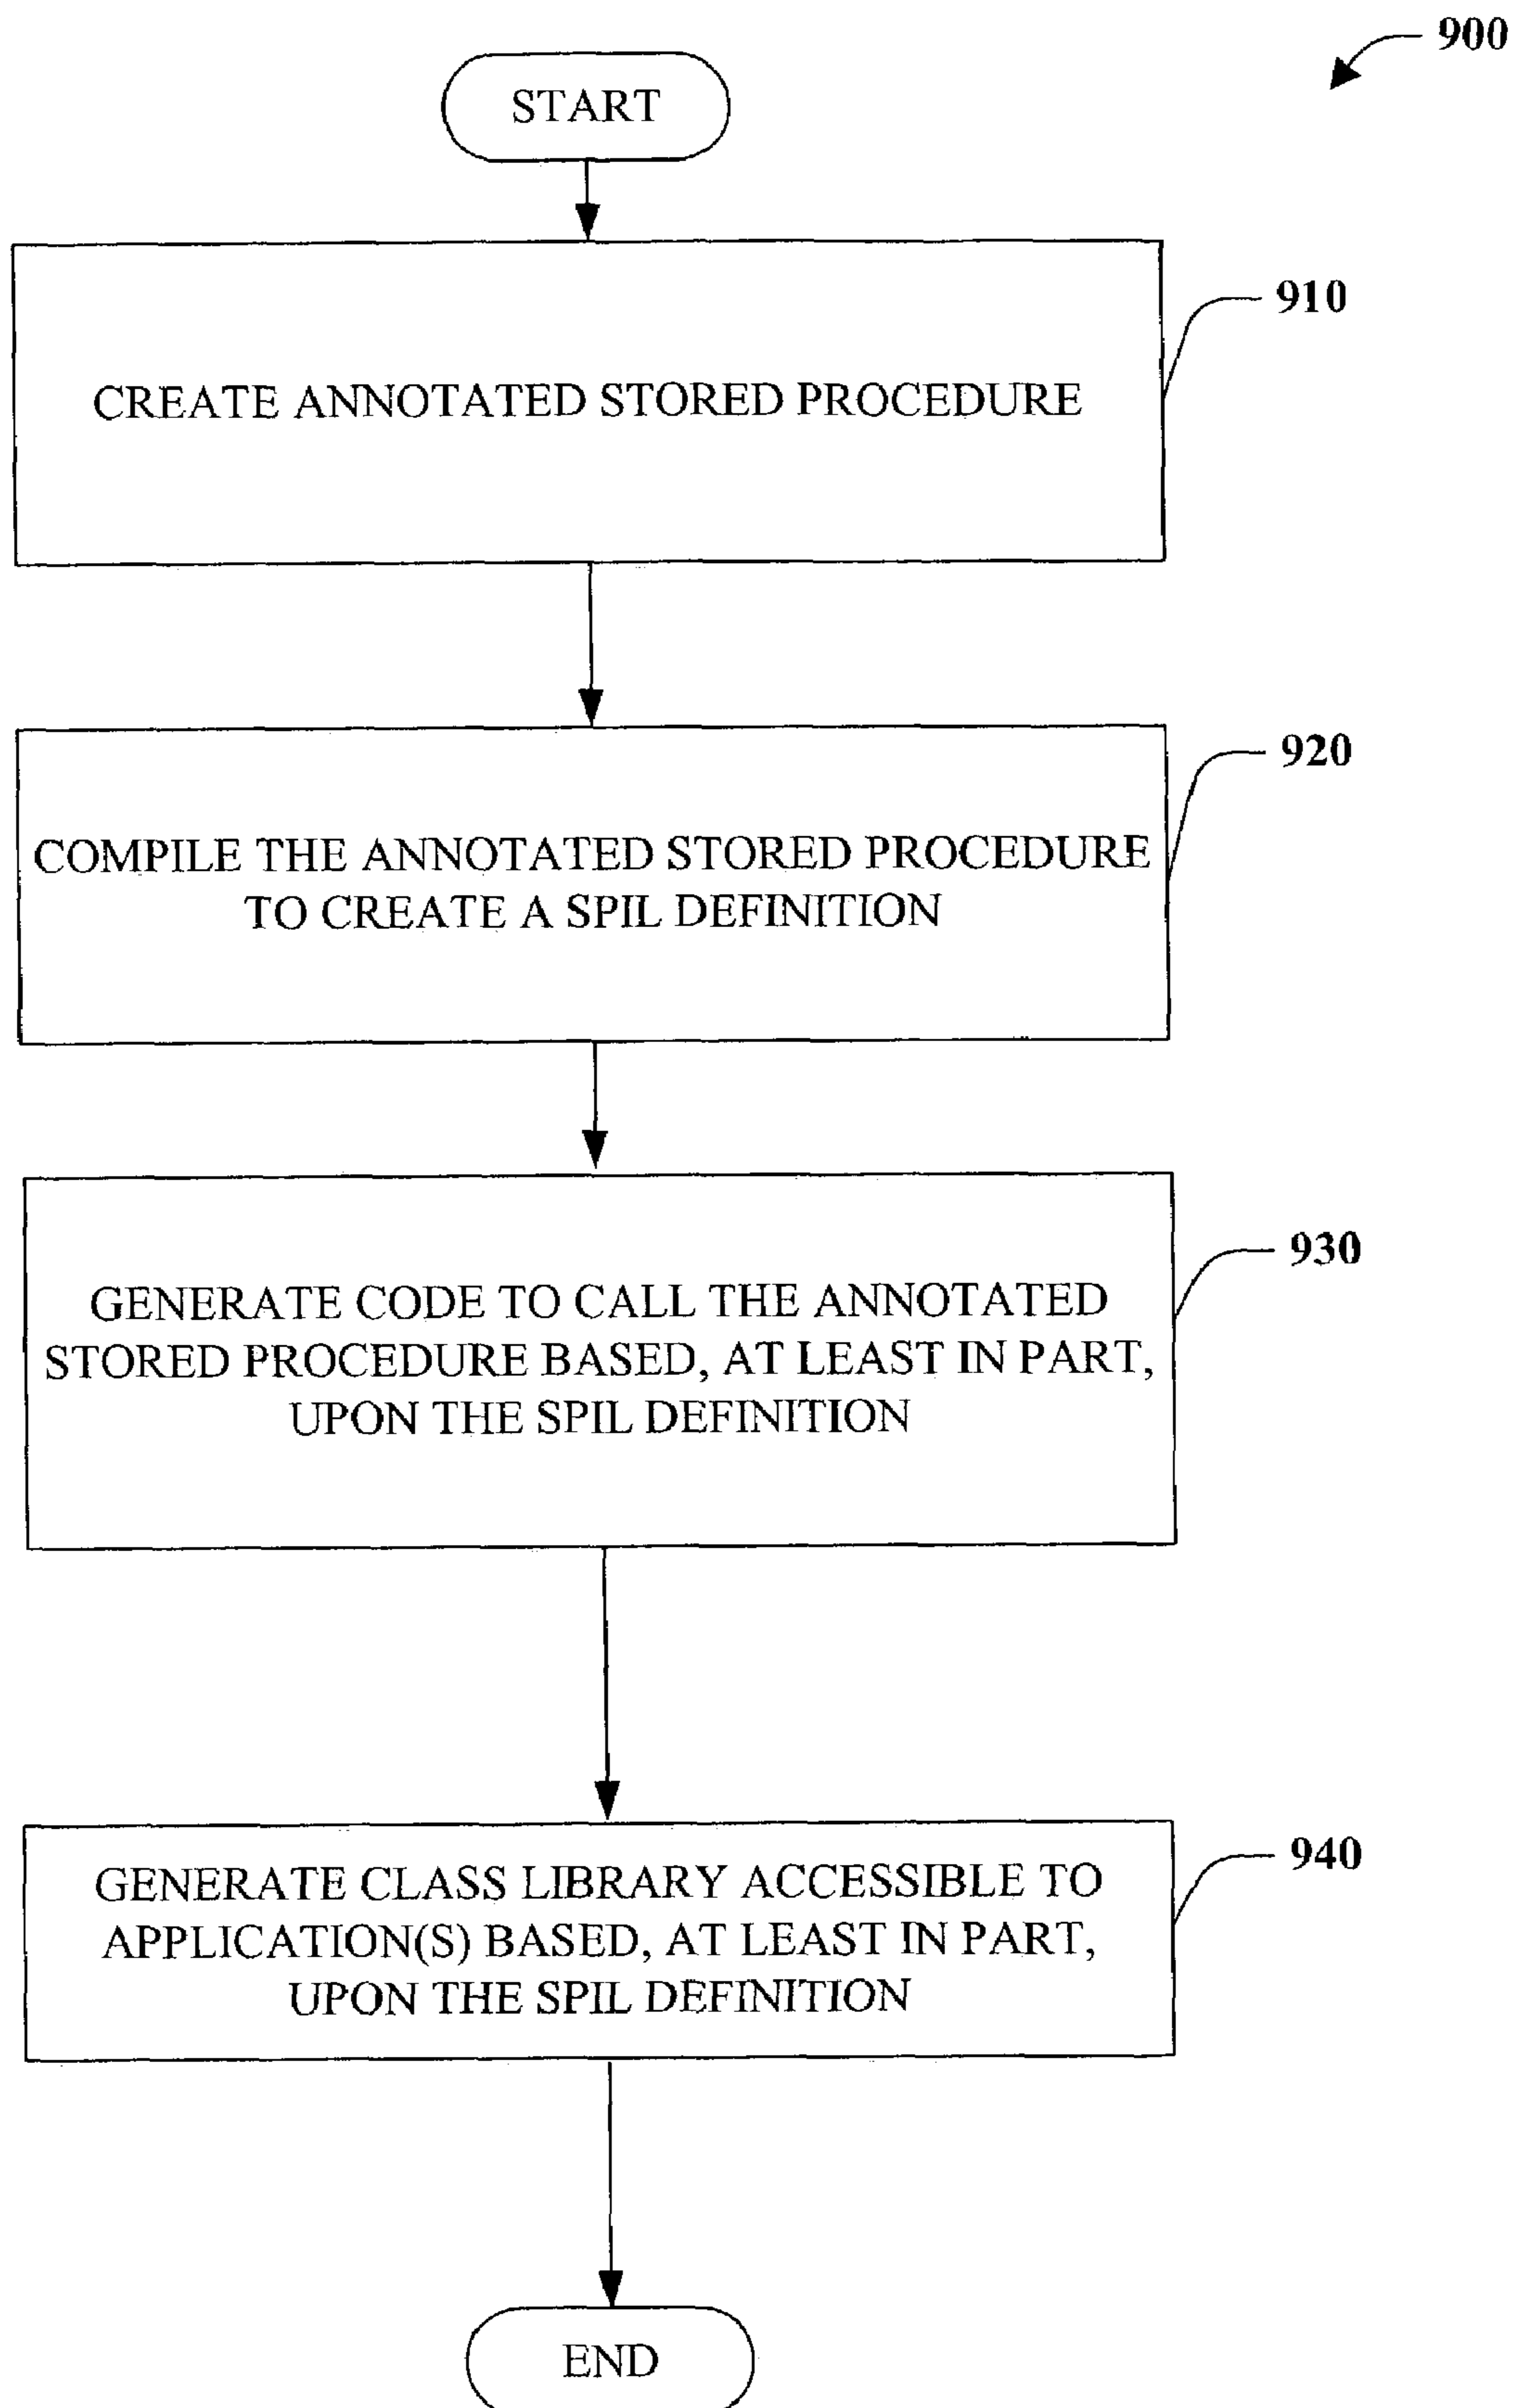 900
START
910
CREATE ANNOTATED STORED PROCEDURE
920
COMPILE THE ANNOTATED STORED PROCEDURE
TO CREATE A SPIL DEFINITION
930
GENERATE CODE TO CALL THE ANNOTATED
STORED PROCEDURE BASED, AT LEAST IN PART,
UPON THE SPIL DEFINITION
940
GENERATE CLASS LIBRARY ACCESSIBLE TO
APPLICATION(S) BASED, AT LEAST IN PART,
UPON THE SPIL DEFINITION
END